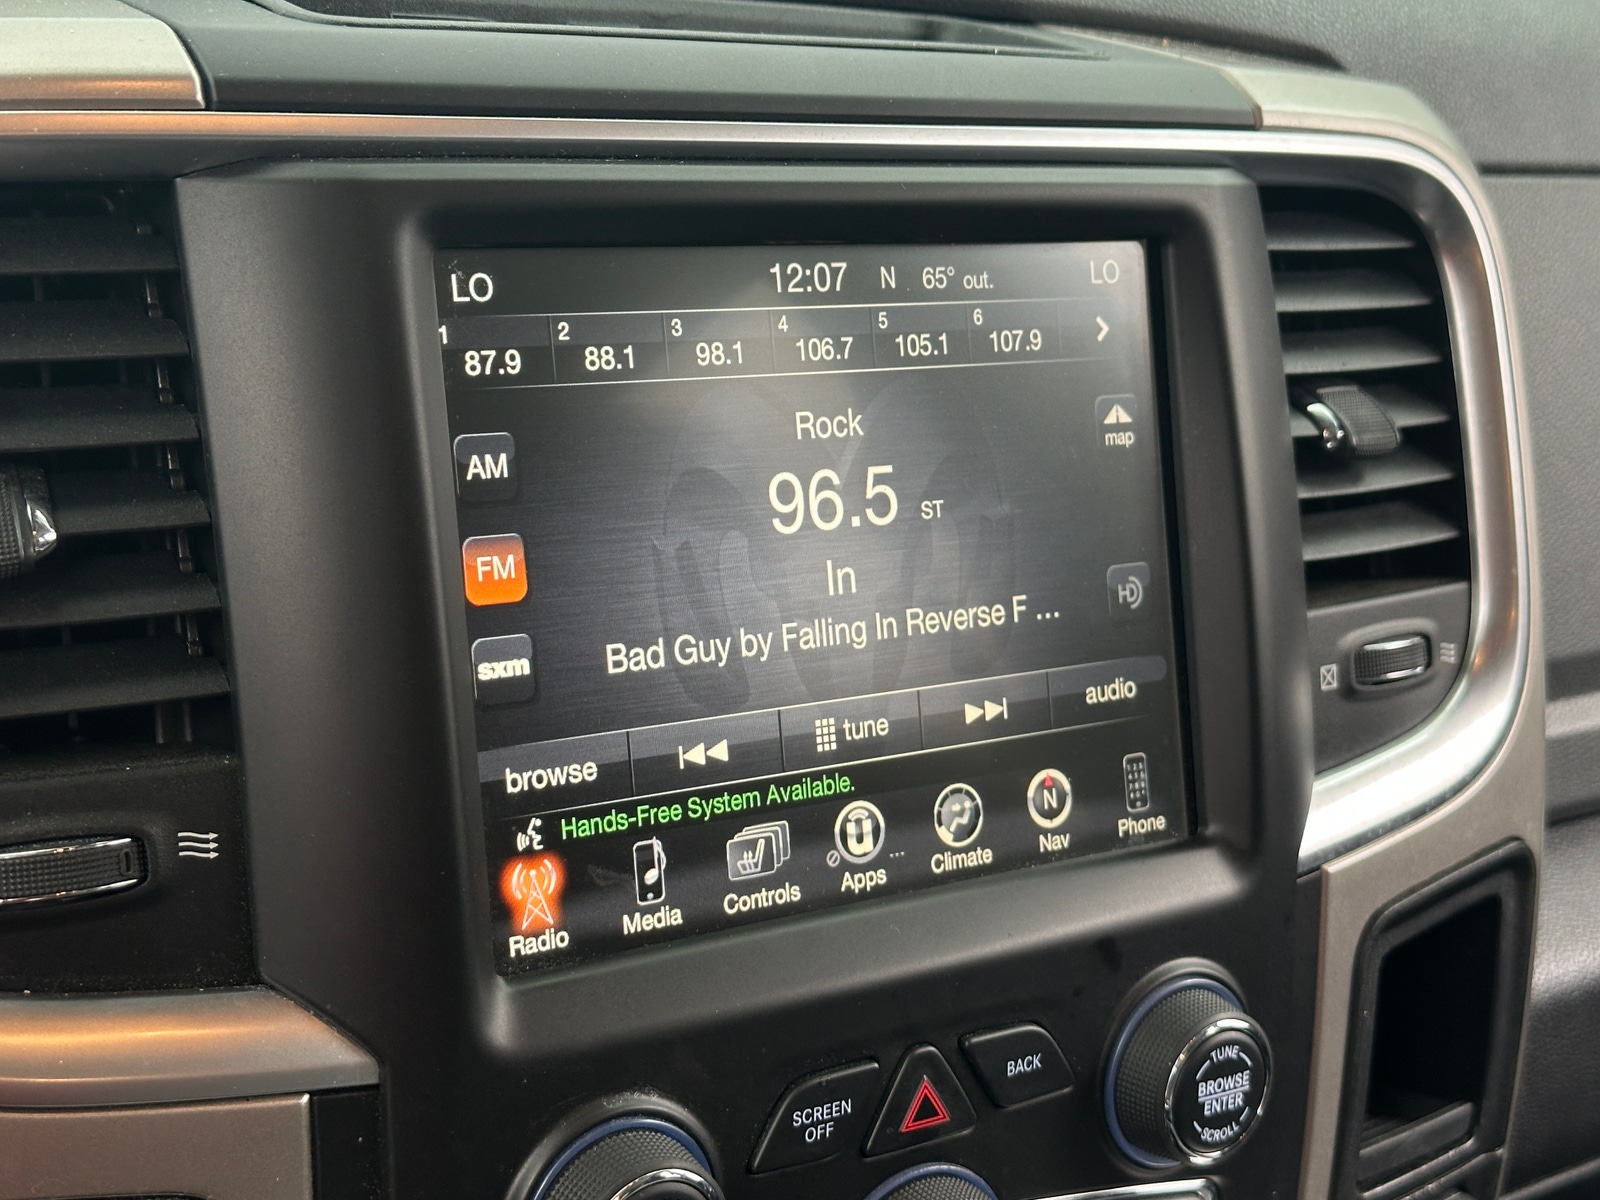 LO 12:07 N 65° out. LO
1 2 3 4 5 6
87.9 88.1 98.1 106.7 105.1 107.9
Rock
map
AM
96.5 ST
FM
In
HD
Bad Guy by Falling In Reverse F ...
sxm
browse tune audio
Hands-Free System Available.
Radio Media Controls Apps Climate N Nav Phone
SCREEN OFF
BACK
TUNE
BROWSE
ENTER
SCROLL